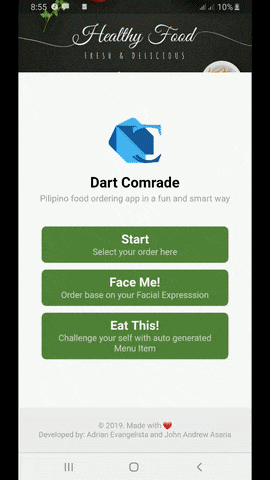 8:55
10%
Healthy Food
FRESH & DELICIOUS
Dart Comrade
Pilipino food ordering app in a fun and smart way
Start
Select your order here
Face Me!
Order base on your Facial Expresssion
Eat This!
Challenge your self with auto generated
Menu Item
© 2019. Made with ❤️
Developed by: Adrian Evangelista and John Andrew Asaria